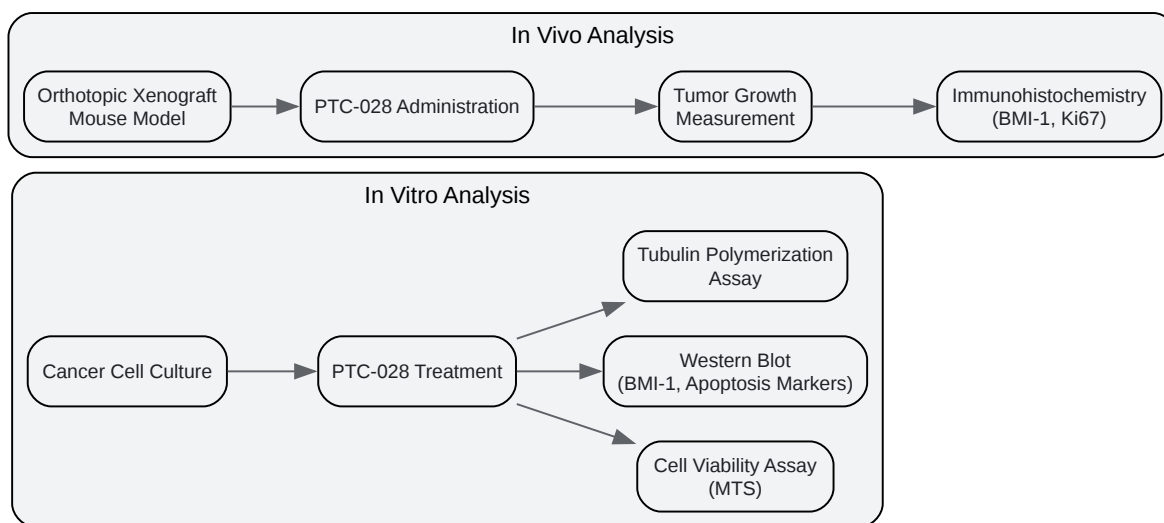 In Vivo Analysis
Orthotopic Xenograft
Mouse Model
PTC-028 Administration
Tumor Growth
Measurement
Immunohistochemistry
(BMI-1, Ki67)
In Vitro Analysis
Cancer Cell Culture
PTC-028 Treatment
Tubulin Polymerization
Assay
Western Blot
(BMI-1, Apoptosis Markers)
Cell Viability Assay
(MTS)